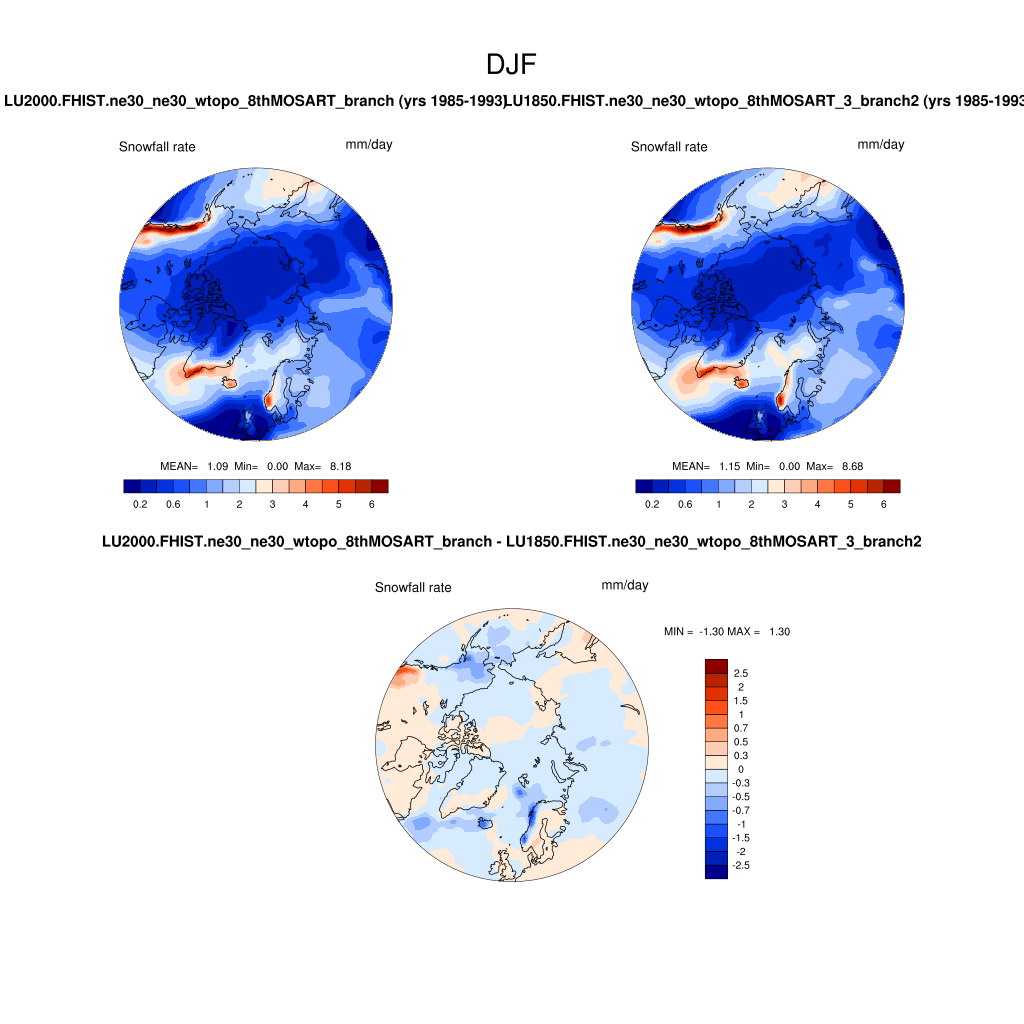 DJF
LU2000.FHIST.ne30_ne30_wtopo_8thMOSART_branch (yrs 1985-1993)
LU1850.FHIST.ne30_ne30_wtopo_8thMOSART_3_branch2 (yrs 1985-1993
Snowfall rate mm/day
Snowfall rate mm/day
MEAN= 1.09 Min= 0.00 Max= 8.18
MEAN= 1.15 Min= 0.00 Max= 8.68
0.2 0.6 1 2 3 4 5 6
0.2 0.6 1 2 3 4 5 6
LU2000.FHIST.ne30_ne30_wtopo_8thMOSART_branch - LU1850.FHIST.ne30_ne30_wtopo_8thMOSART_3_branch2
Snowfall rate mm/day
MIN = -1.30 MAX = 1.30
2.5
2
1.5
1
0.7
0.5
0.3
0
-0.3
-0.5
-0.7
-1
-1.5
-2
-2.5